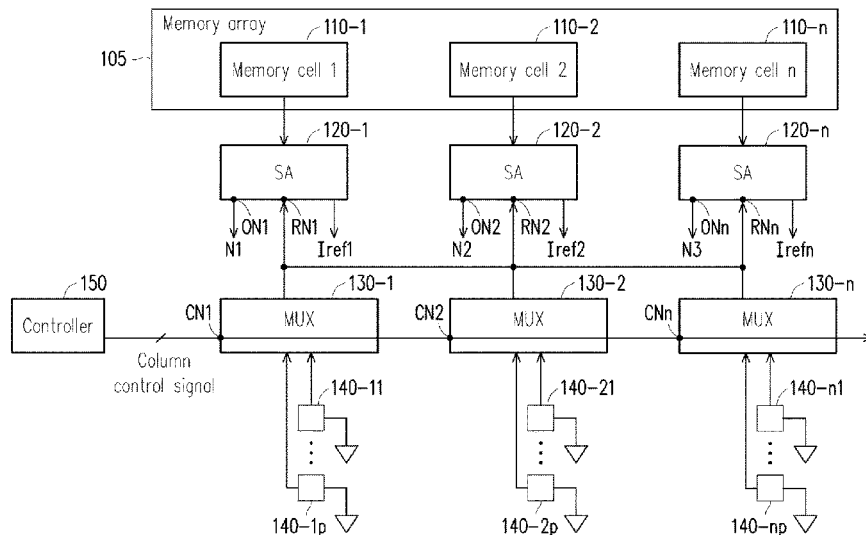 Memory array
110-1
110-2
110-n
105
Memory cell 1
Memory cell 2
Memory cell n
120-1
120-2
120-n
SA
SA
SA
ON1
RN1
ON2
RN2
ONn
RNn
N1
Iref1
N2
Iref2
N3
Irefn
150
130-1
130-2
130-n
Controller
CN1
MUX
CN2
MUX
CNn
MUX
Column
control signal
140-11
140-21
140-n1
140-1p
140-2p
140-np